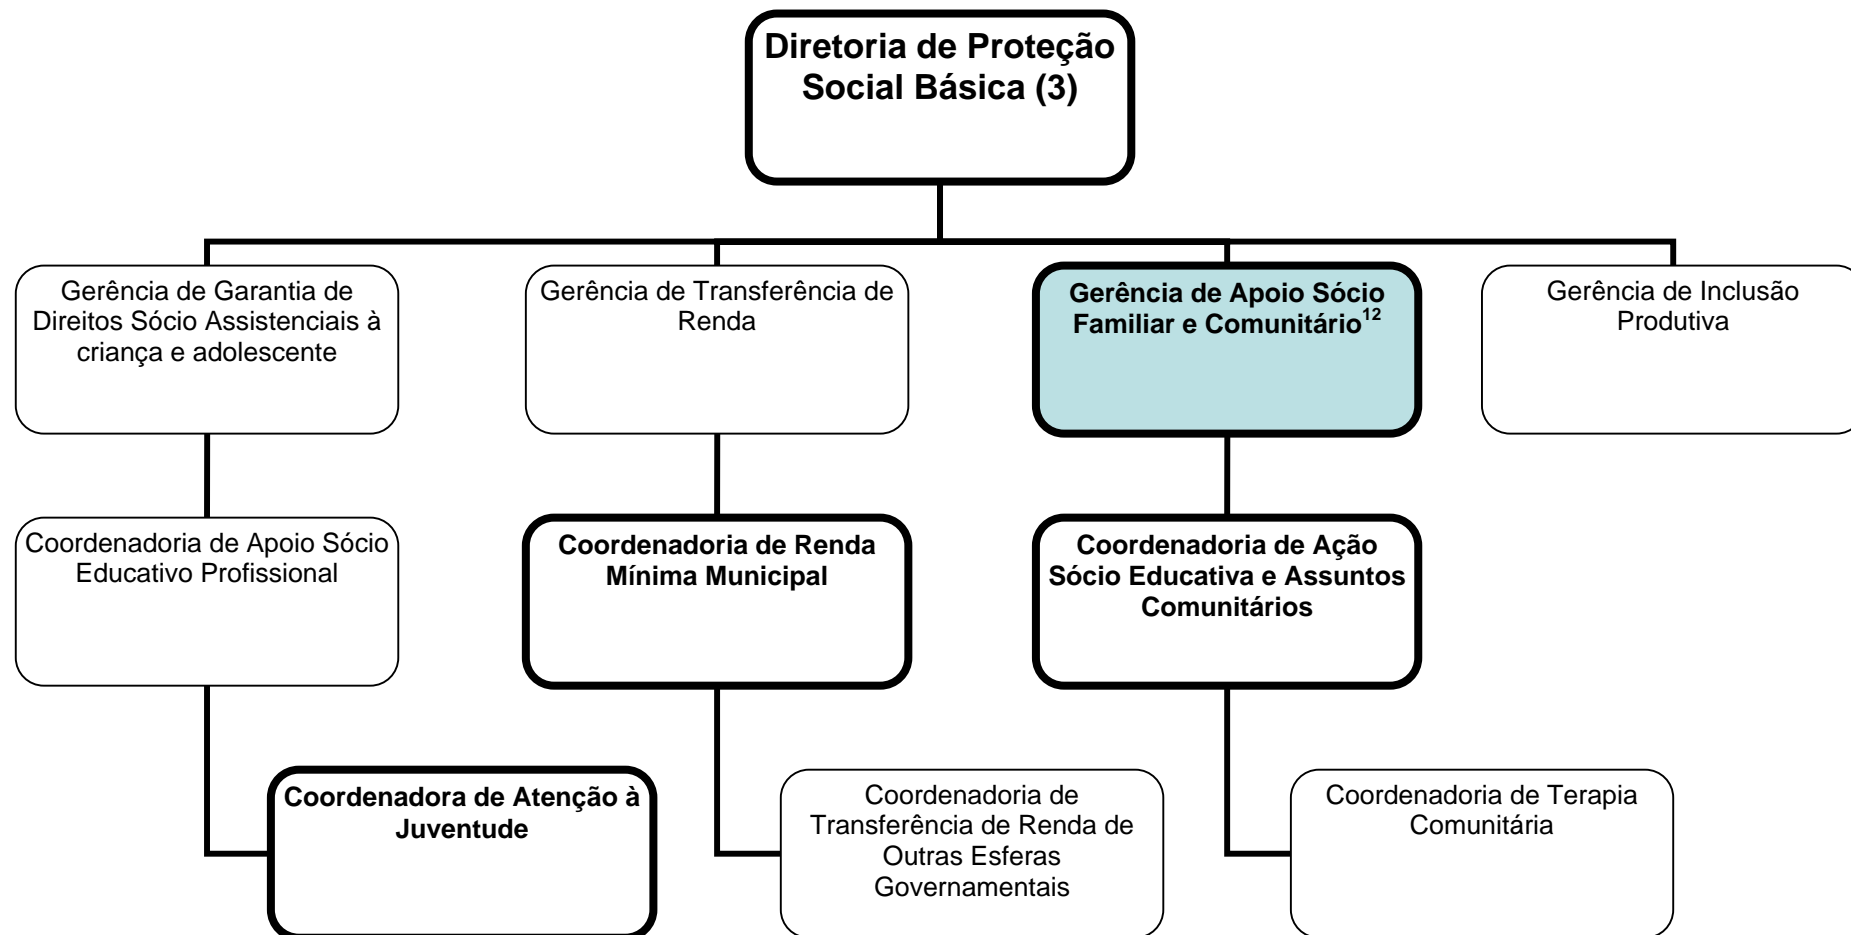 Diretoria de Proteção
Social Básica (3)
Gerência de Garantia de
Direitos Sócio Assistenciais à
criança e adolescente
Gerência de Transferência de
Renda
Gerência de Apoio Sócio
Familiar e Comunitário12
Gerência de Inclusão
Produtiva
Coordenadoria de Apoio Sócio
Educativo Profissional
Coordenadoria de Renda
Mínima Municipal
Coordenadoria de Ação
Sócio Educativa e Assuntos
Comunitários
Coordenadora de Atenção à
Juventude
Coordenadoria de
Transferência de Renda de
Outras Esferas
Governamentais
Coordenadoria de Terapia
Comunitária